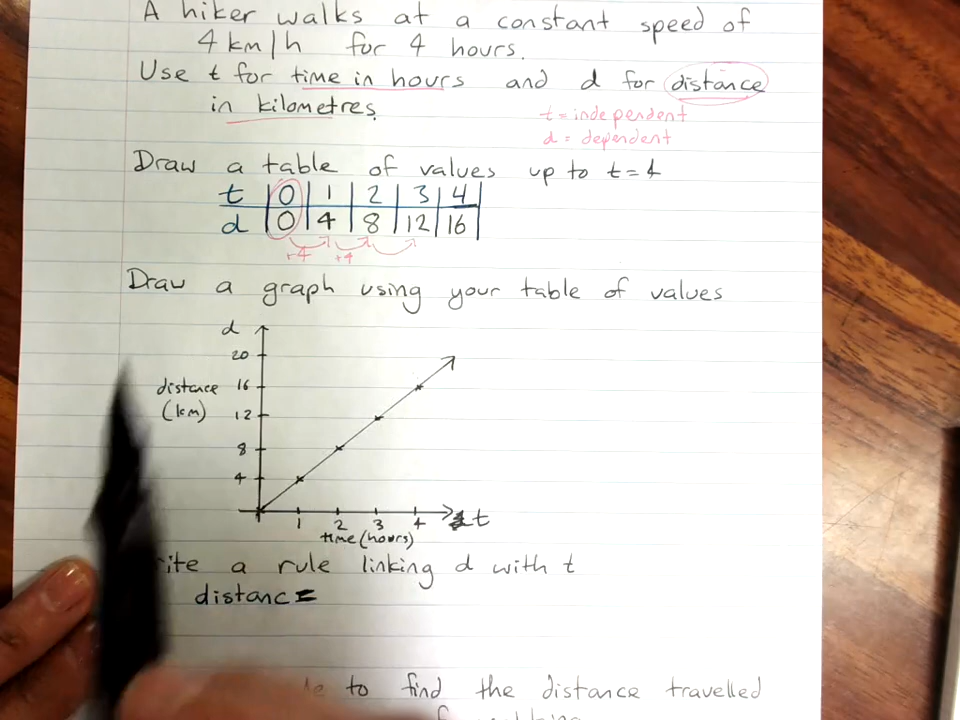 A hiker walks at a constant speed of
4 km/h for 4 hours.
Use t for time in hours and d for distance
in kilometres.
t = independent
d = dependent
Draw a table of values up to t = 4
t 0 1 2 3 4
d 0 4 8 12 16
+4 +4
Draw a graph using your table of values
d
20
distance 16
(km) 12
8
4
1 2 3 4 t
time (hours)
a rule linking d with t
distanc=
to find the distance travelled